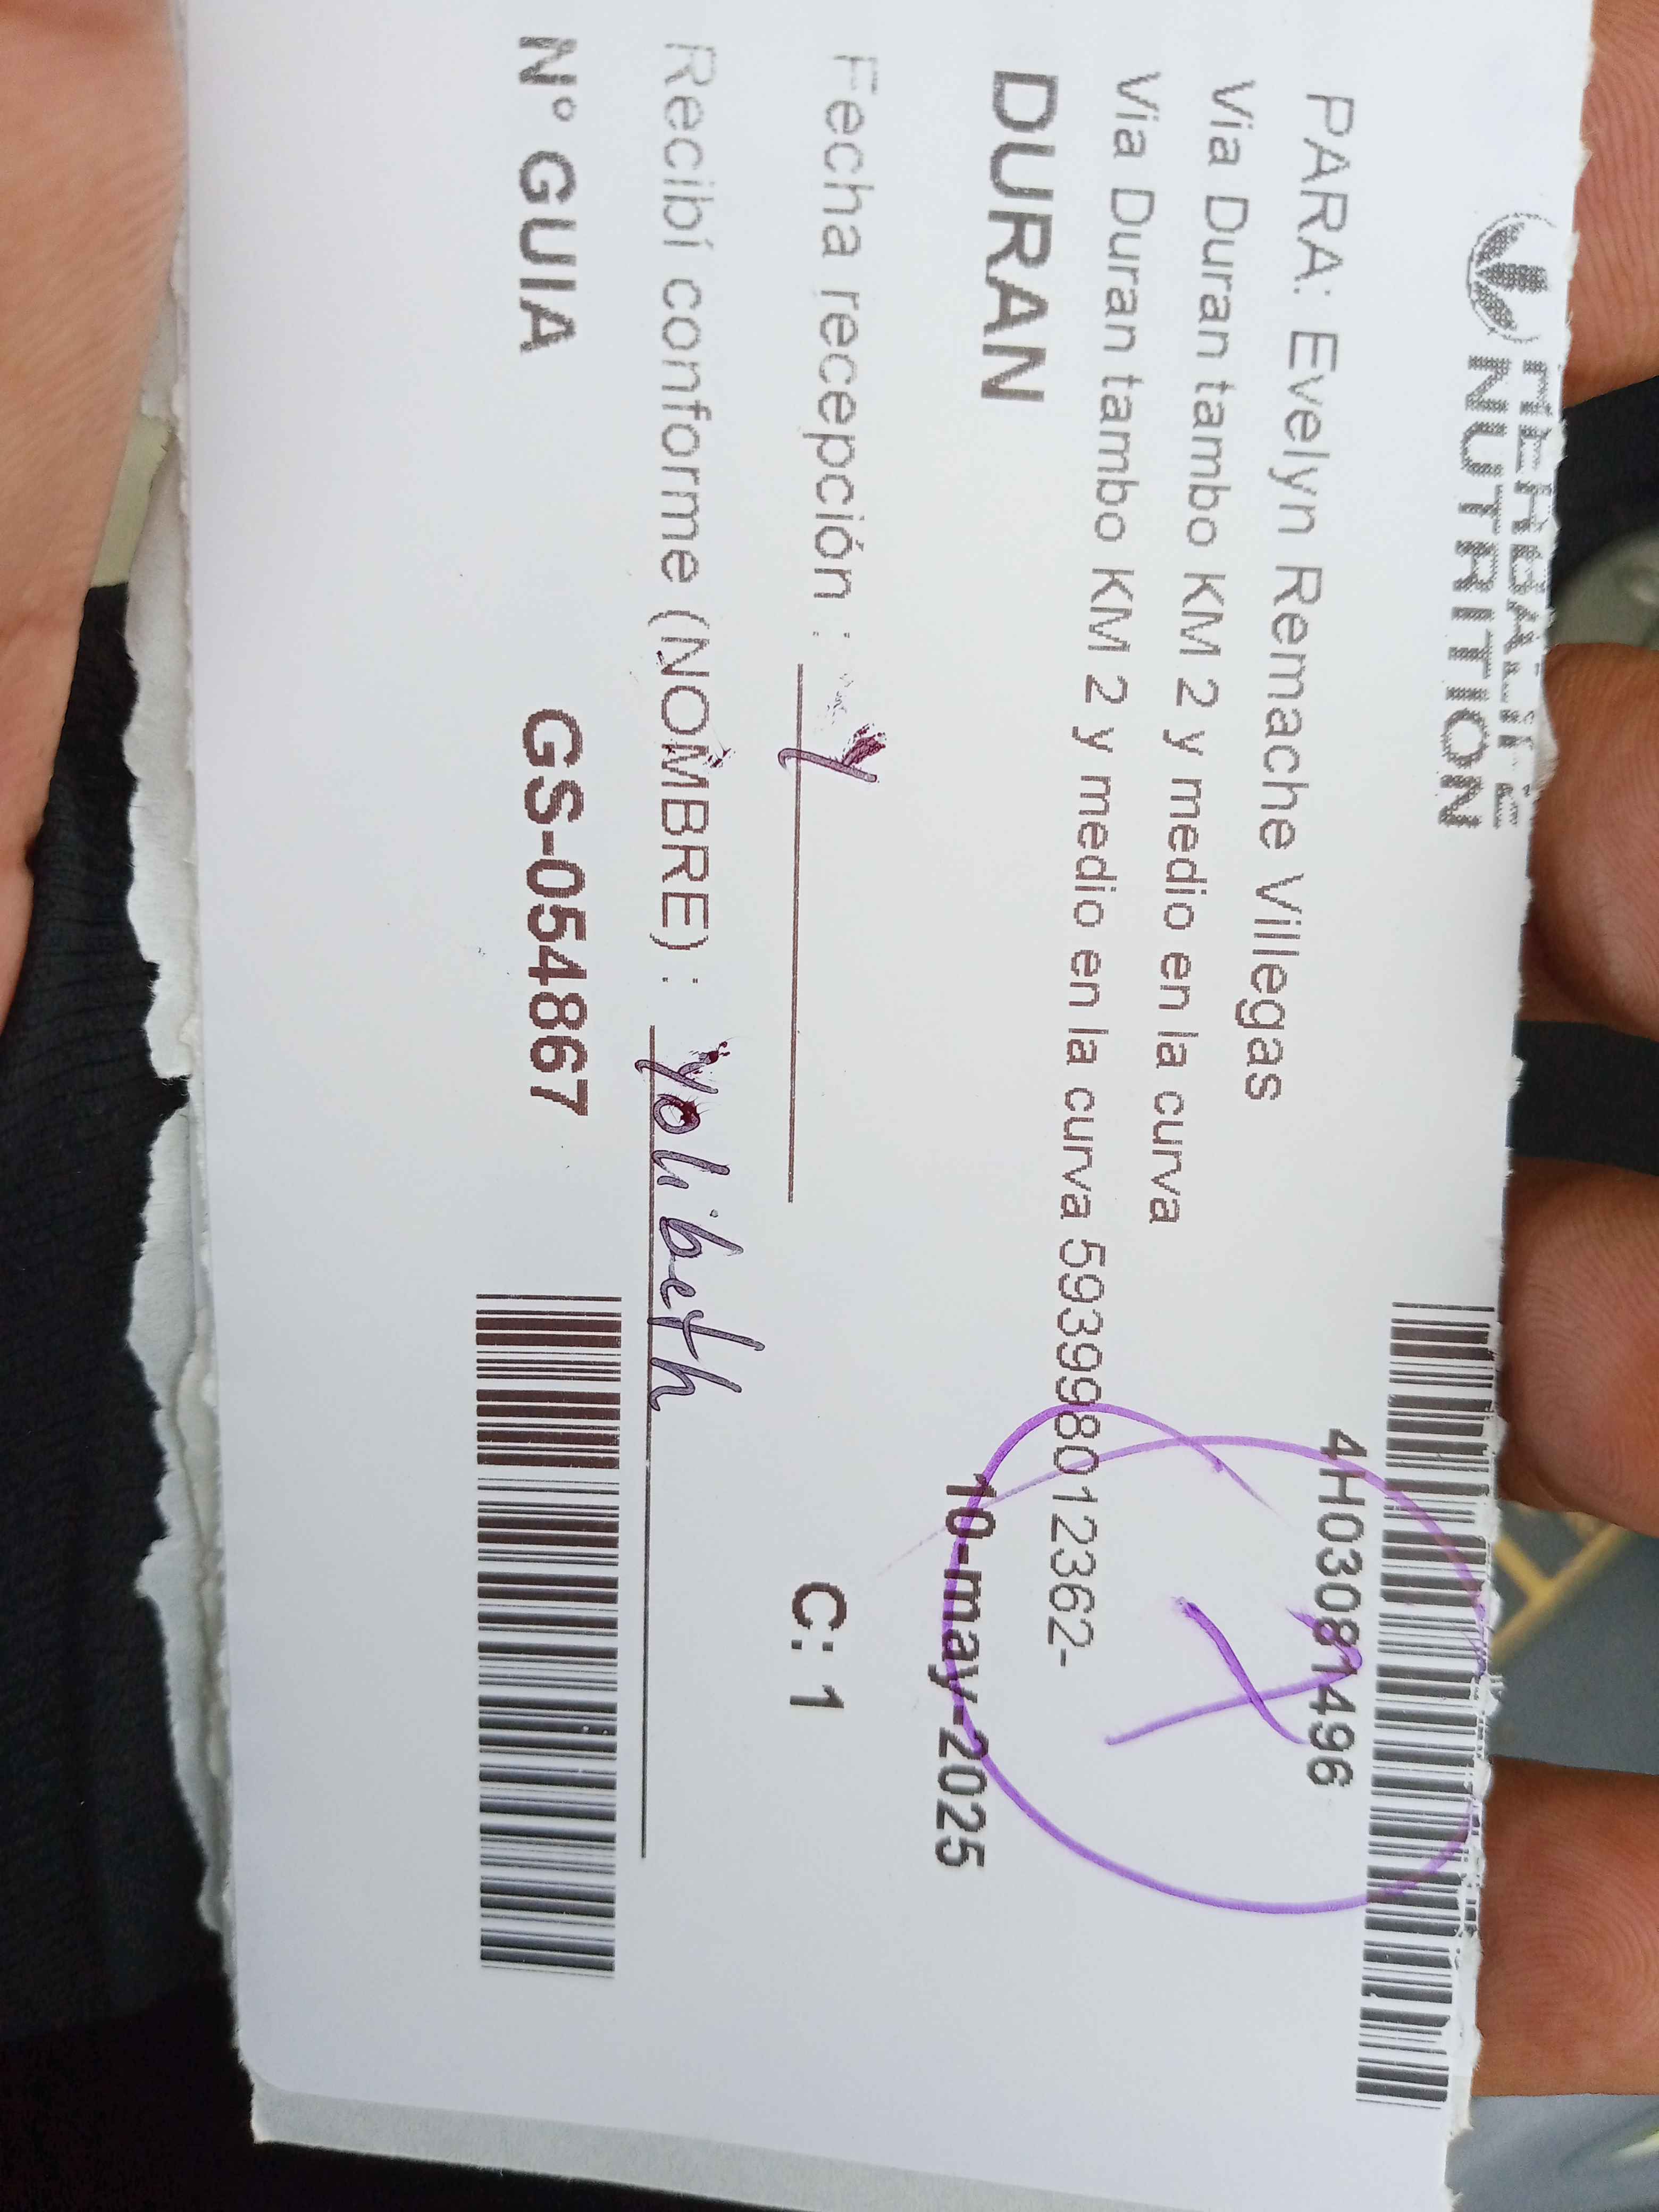 HERBALIFE
NUTRITION
4H03081496
PARA: Evelyn Remache Villegas
Via Duran tambo KM 2 y medio en la curva
Via Duran tambo KM 2 y medio en la curva 593998012362-
DURAN
10-may-2025
Fecha recepción : Y
C: 1
Recibí conforme (NOMBRE) : Yolibeth
N° GUIA GS-054867